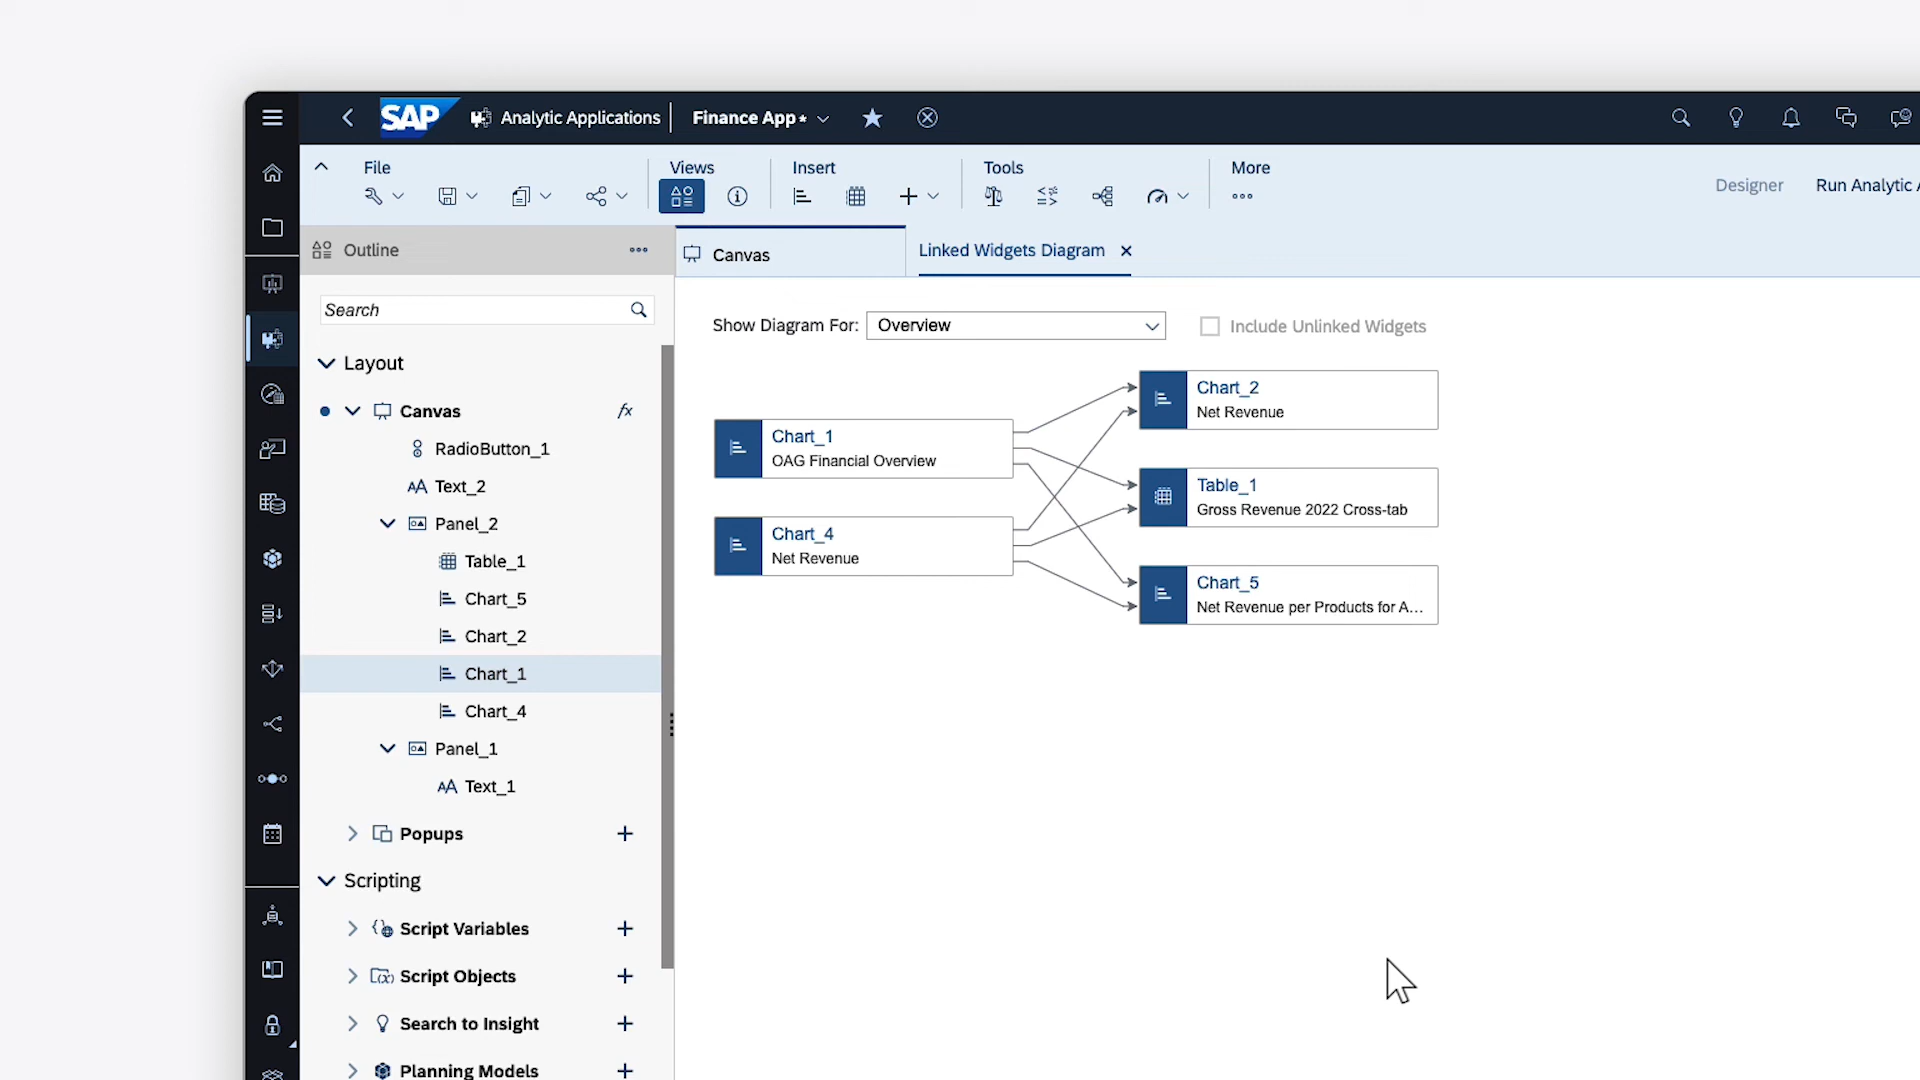 SAP Analytic Applications Finance App* 
File Views Insert Tools More
Designer Run Analytic A
Outline
Canvas
Linked Widgets Diagram
Search
Show Diagram For: Overview Include Unlinked Widgets
Layout
Canvas fx
RadioButton_1
AA Text_2
Panel_2
Table_1
Chart_5
Chart_2
Chart_1
Chart_4
Panel_1
AA Text_1
Popups
Scripting
Script Variables
Script Objects
Search to Insight
Planning Models
Chart_1
OAG Financial Overview
Chart_4
Net Revenue
Chart_2
Net Revenue
Table_1
Gross Revenue 2022 Cross-tab
Chart_5
Net Revenue per Products for A...